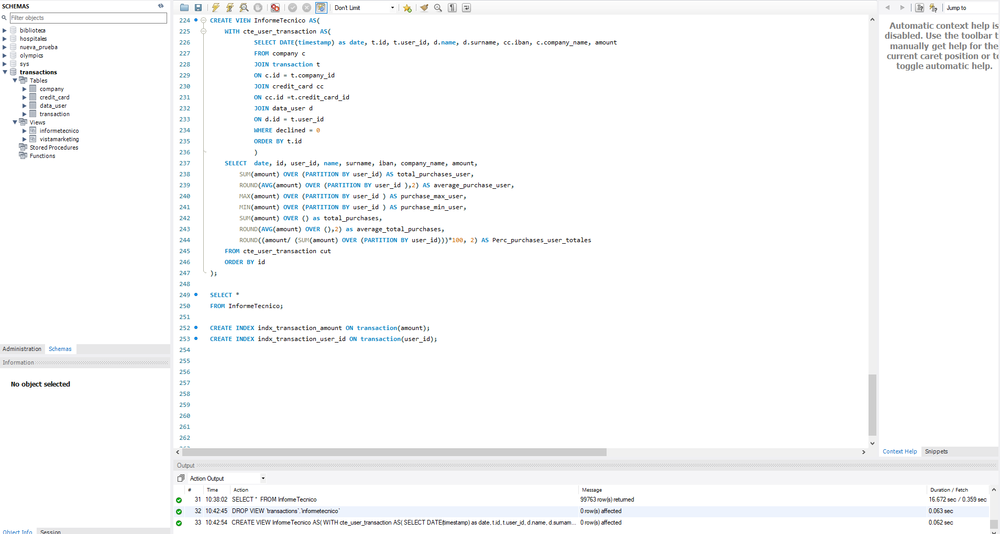 SCHEMAS
Filter objects
biblioteca
hospitales
nueva_prueba
olympics
sys
transactions
Tables
company
credit_card
data_user
transaction
Views
informetecnico
vistamarketing
Stored Procedures
Functions
Administration Schemas
Information
No object selected
Object Info Session
Don't Limit
224 CREATE VIEW InformeTecnico AS(
225 WITH cte_user_transaction AS(
226 SELECT DATE(timestamp) as date, t.id, t.user_id, d.name, d.surname, cc.iban, c.company_name, amount
227 FROM company c
228 JOIN transaction t
229 ON c.id = t.company_id
230 JOIN credit_card cc
231 ON cc.id =t.credit_card_id
232 JOIN data_user d
233 ON d.id = t.user_id
234 WHERE declined = 0
235 ORDER BY t.id
236 )
237 SELECT  date, id, user_id, name, surname, iban, company_name, amount,
238 SUM(amount) OVER (PARTITION BY user_id) AS total_purchases_user,
239 ROUND(AVG(amount) OVER (PARTITION BY user_id ),2) AS average_purchase_user,
240 MAX(amount) OVER (PARTITION BY user_id ) AS purchase_max_user,
241 MIN(amount) OVER (PARTITION BY user_id ) AS purchase_min_user,
242 SUM(amount) OVER () as total_purchases,
243 ROUND(AVG(amount) OVER (),2) as average_total_purchases,
244 ROUND((amount/ (SUM(amount) OVER (PARTITION BY user_id)))*100, 2) AS Perc_purchases_user_totales
245 FROM cte_user_transaction cut
246 ORDER BY id
247 );
248
249 SELECT *
250 FROM InformeTecnico;
251
252 CREATE INDEX indx_transaction_amount ON transaction(amount);
253 CREATE INDEX indx_transaction_user_id ON transaction(user_id);
254
255
256
257
258
259
260
261
262
Jump to
Automatic context help is
disabled. Use the toolbar t
manually get help for the
current caret position or to
toggle automatic help.
Context Help Snippets
Output
Action Output
# Time Action Message Duration / Fetch
31 10:38:02 SELECT * FROM InformeTecnico 99763 row(s) returned 16.672 sec / 0.359 sec
32 10:42:45 DROP VIEW `transactions`.`informetecnico` 0 row(s) affected 0.063 sec
33 10:42:54 CREATE VIEW InformeTecnico AS( WITH cte_user_transaction AS( SELECT DATE(timestamp) as date, t.id, t.user_id, d.name, d.surnam... 0 row(s) affected 0.062 sec